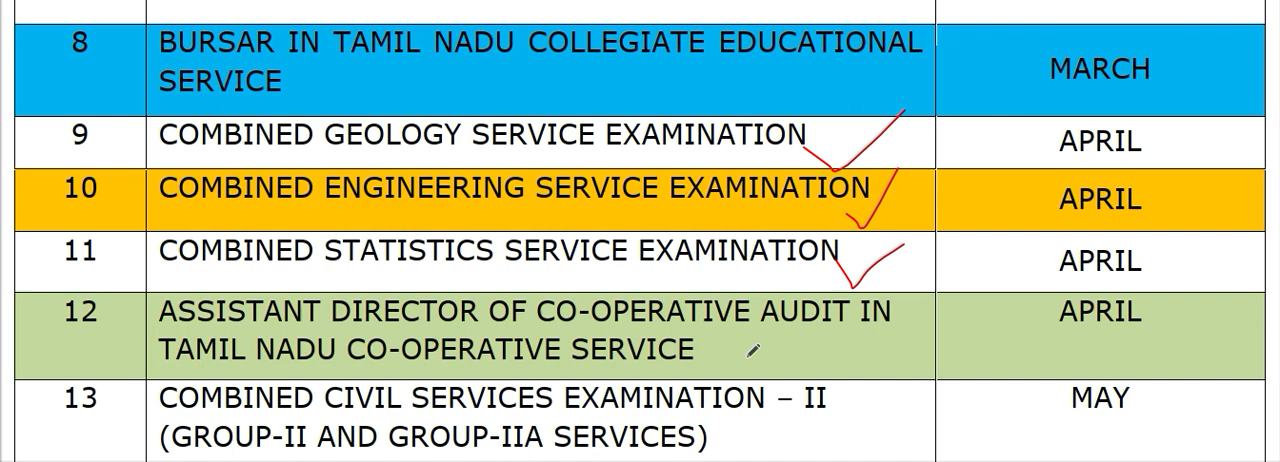 8 BURSAR IN TAMIL NADU COLLEGIATE EDUCATIONAL
SERVICE
MARCH
9 COMBINED GEOLOGY SERVICE EXAMINATION APRIL
10 COMBINED ENGINEERING SERVICE EXAMINATION APRIL
11 COMBINED STATISTICS SERVICE EXAMINATION APRIL
12 ASSISTANT DIRECTOR OF CO-OPERATIVE AUDIT IN APRIL
TAMIL NADU CO-OPERATIVE SERVICE
13 COMBINED CIVIL SERVICES EXAMINATION – II MAY
(GROUP-II AND GROUP-IIA SERVICES)